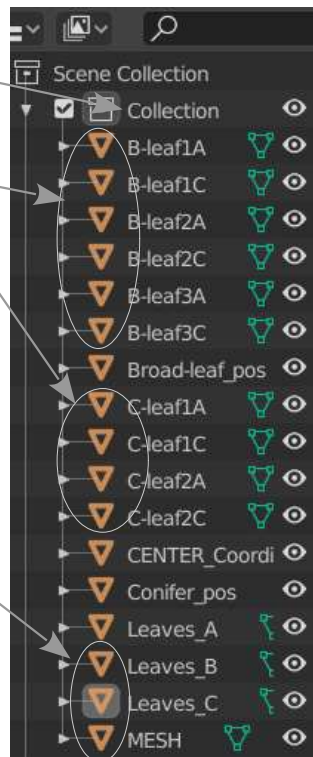 Scene Collection
Collection
B-leaf1A
B-leaf1C
B-leaf2A
B-leaf2C
B-leaf3A
B-leaf3C
Broad-leaf_pos
C-leaf1A
C-leaf1C
C-leaf2A
C-leaf2C
CENTER_Coordi
Conifer_pos
Leaves_A
Leaves_B
Leaves_C
MESH